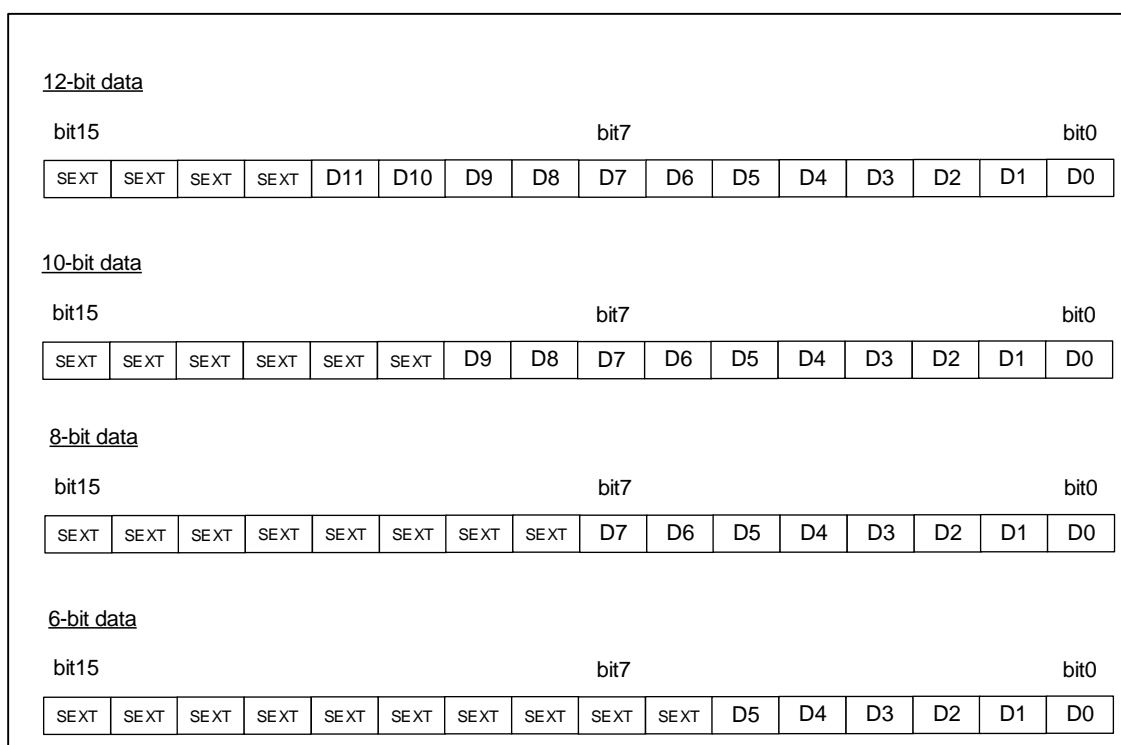 12-bit data
bit15 bit7 bit0
SEXT SEXT SEXT SEXT D11 D10 D9 D8 D7 D6 D5 D4 D3 D2 D1 D0
10-bit data
bit15 bit7 bit0
SEXT SEXT SEXT SEXT SEXT SEXT D9 D8 D7 D6 D5 D4 D3 D2 D1 D0
8-bit data
bit15 bit7 bit0
SEXT SEXT SEXT SEXT SEXT SEXT SEXT SEXT D7 D6 D5 D4 D3 D2 D1 D0
6-bit data
bit15 bit7 bit0
SEXT SEXT SEXT SEXT SEXT SEXT SEXT SEXT SEXT SEXT D5 D4 D3 D2 D1 D0